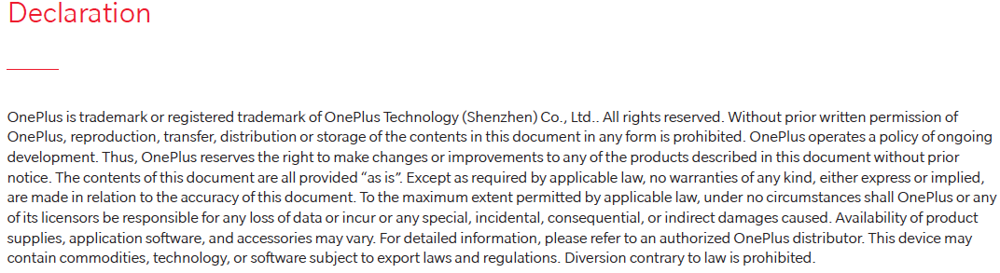 Declaration
OnePlus is trademark or registered trademark of OnePlus Technology (Shenzhen) Co., Ltd.. All rights reserved. Without prior written permission of
OnePlus, reproduction, transfer, distribution or storage of the contents in this document in any form is prohibited. OnePlus operates a policy of ongoing
development. Thus, OnePlus reserves the right to make changes or improvements to any of the products described in this document without prior
notice. The contents of this document are all provided “as is”. Except as required by applicable law, no warranties of any kind, either express or implied,
are made in relation to the accuracy of this document. To the maximum extent permitted by applicable law, under no circumstances shall OnePlus or any
of its licensors be responsible for any loss of data or incur or any special, incidental, consequential, or indirect damages caused. Availability of product
supplies, application software, and accessories may vary. For detailed information, please refer to an authorized OnePlus distributor. This device may
contain commodities, technology, or software subject to export laws and regulations. Diversion contrary to law is prohibited.